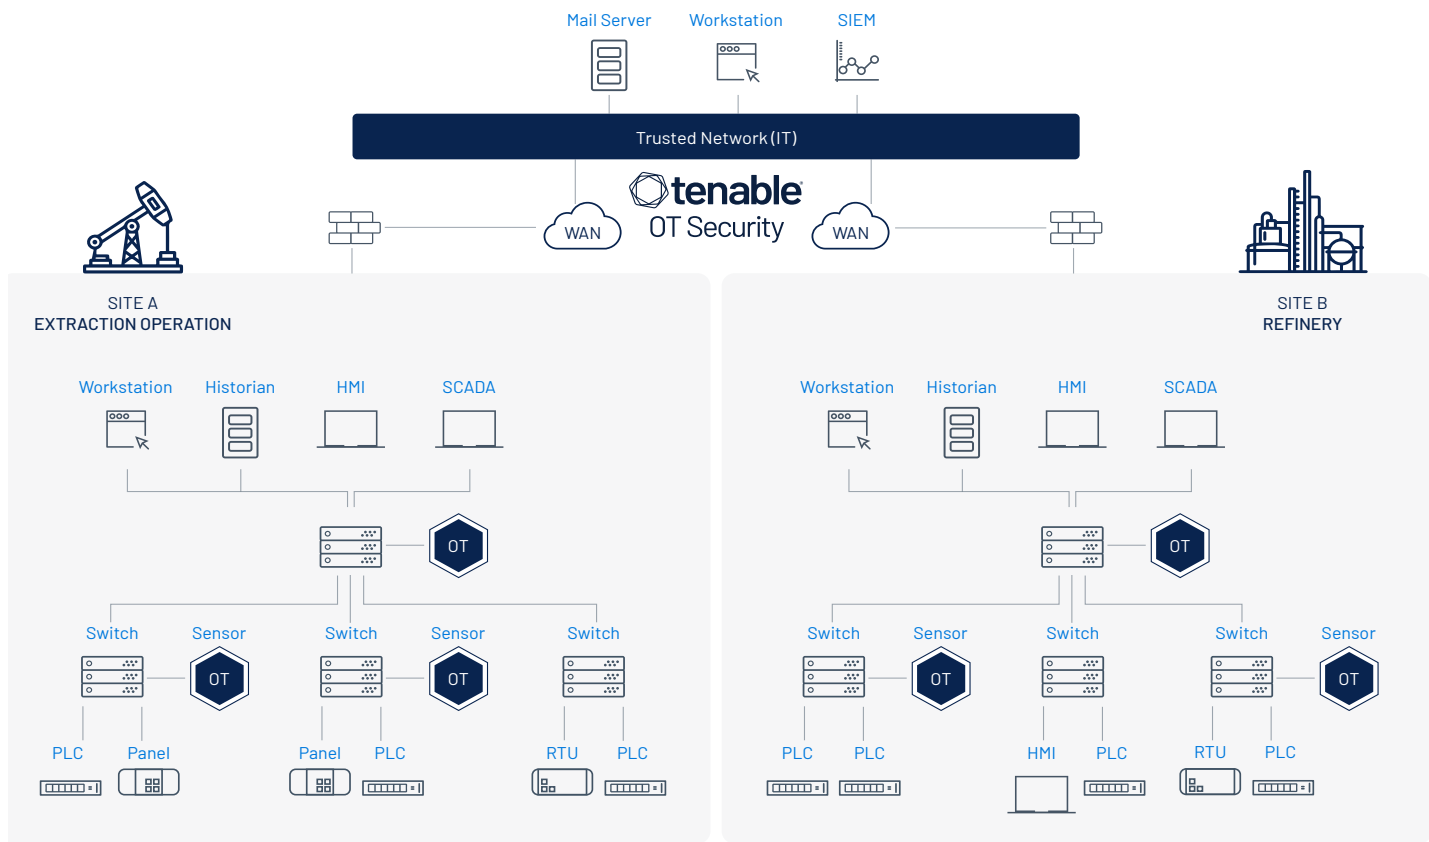 Mail Server
Workstation
SIEM
Trusted Network (IT)
tenable
OT Security
WAN
WAN
SITE A
EXTRACTION OPERATION
SITE B
REFINERY
Workstation
Historian
HMI
SCADA
Workstation
Historian
HMI
SCADA
OT
OT
Switch
Sensor
Switch
Sensor
Switch
Switch
Sensor
Switch
Switch
Sensor
OT
OT
OT
OT
PLC
Panel
Panel
PLC
RTU
PLC
PLC
PLC
HMI
PLC
RTU
PLC